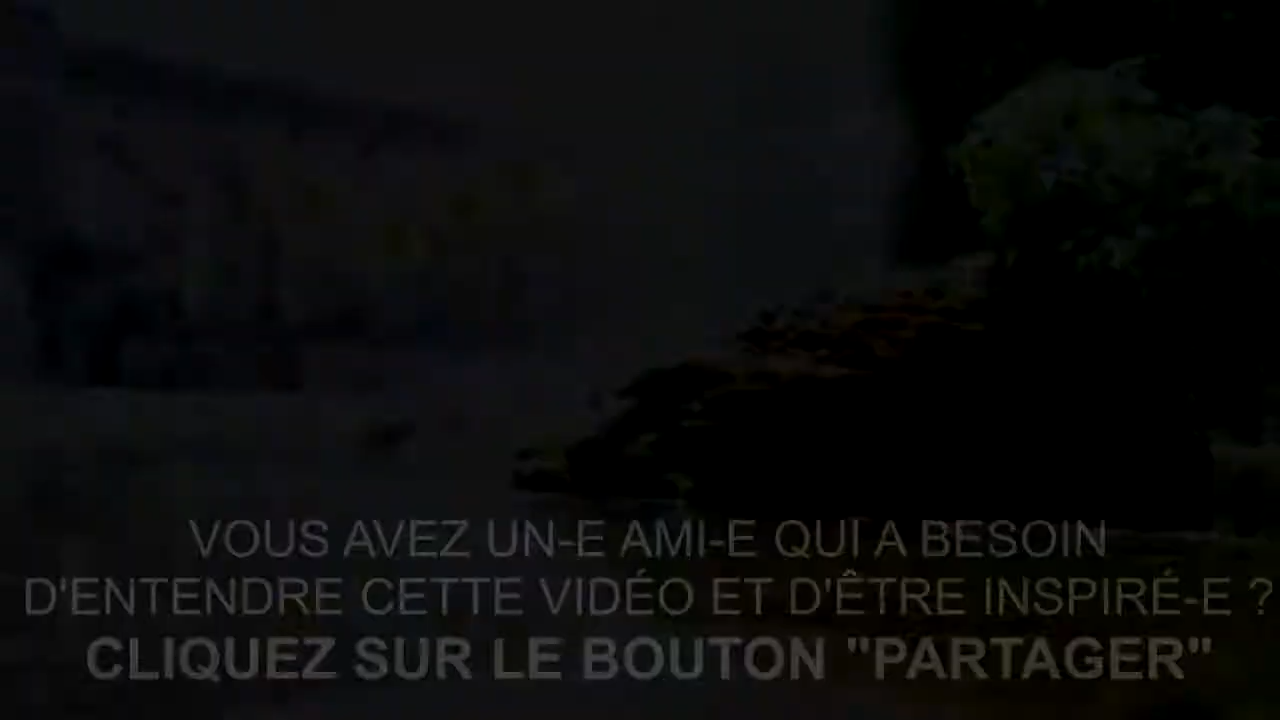 VOUS AVEZ UN-E AMI-E QUI A BESOIN
D'ENTENDRE CETTE VIDÉO ET D'ÊTRE INSPIRÉ-E ?
CLIQUEZ SUR LE BOUTON "PARTAGER"